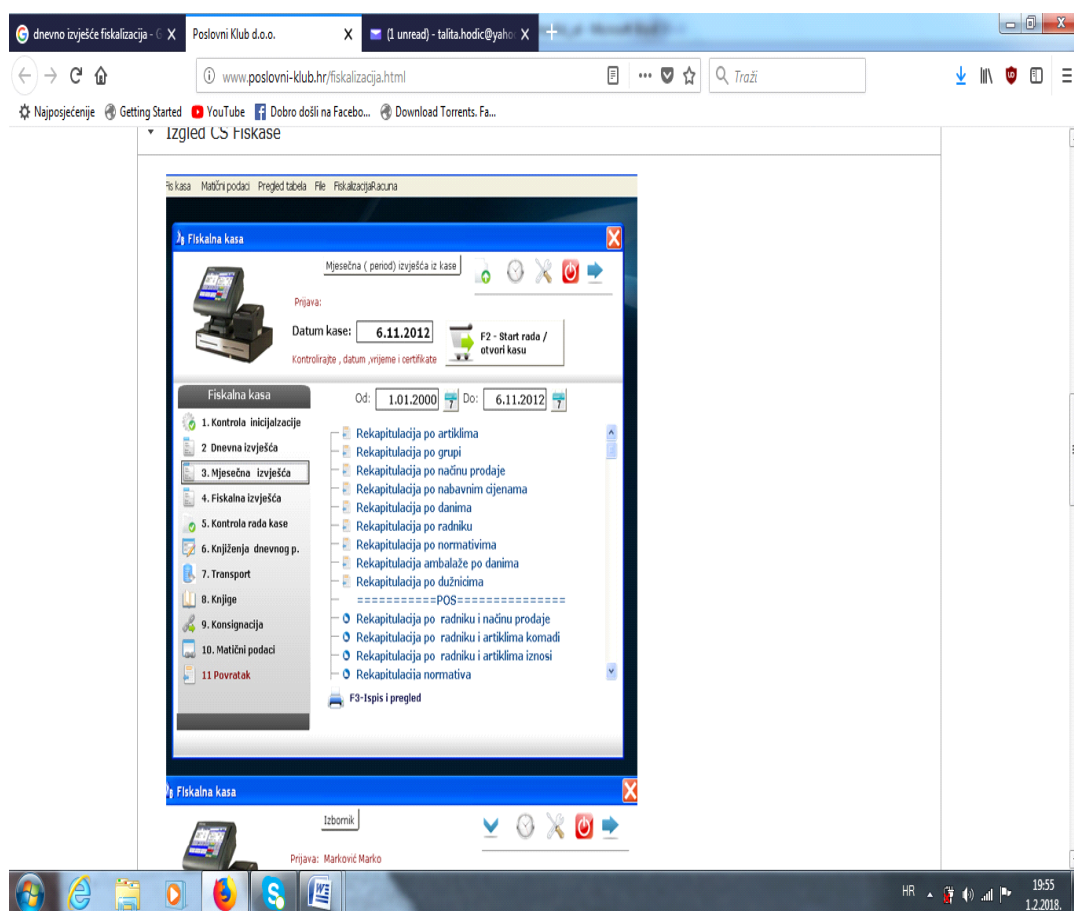 dnevno izvješće fiskalizacija - G
Poslovni Klub d.o.o.
(1 unread) - talita.hodic@yaho
www.poslovni-klub.hr/fiskalizacija.html
Traži
Najposjećenije
Getting Started
YouTube
Dobro došli na Facebo...
Download Torrents. Fa...
Izgled CS Fiskase
Fis kasa Matični podaci Pregled tabela File FiskalizacijaRacuna
Fiskalna kasa
Mjesečna ( period) izvješća iz kase
Prijava:
Datum kase: 6.11.2012
F2 - Start rada /
otvori kasu
Kontrolirajte , datum ,vrijeme i certifikate
Fiskalna kasa
1. Kontrola inicijalzacije
2 Dnevna izvješća
3. Mjesečna izvješća
4. Fiskalna izvješća
5. Kontrola rada kase
6. Knjiženja dnevnog p.
7. Transport
8. Knjige
9. Konsignacija
10. Matični podaci
11 Povratak
Od: 1.01.2000 7 Do: 6.11.2012 7
Rekapitulacija po artiklima
Rekapitulacija po grupi
Rekapitulacija po načinu prodaje
Rekapitulacija po nabavnim cijenama
Rekapitulacija po danima
Rekapitulacija po radniku
Rekapitulacija po normativima
Rekapitulacija ambalaže po danima
Rekapitulacija po dužnicima
===========POS===============
Rekapitulacija po radniku i načinu prodaje
Rekapitulacija po radniku i artiklima komadi
Rekapitulacija po radniku i artiklima iznosi
Rekapitulacija normativa
F3-Ispis i pregled
Fiskalna kasa
Izbornik
Prijava: Marković Marko
HR
19:55
1.2.2018.